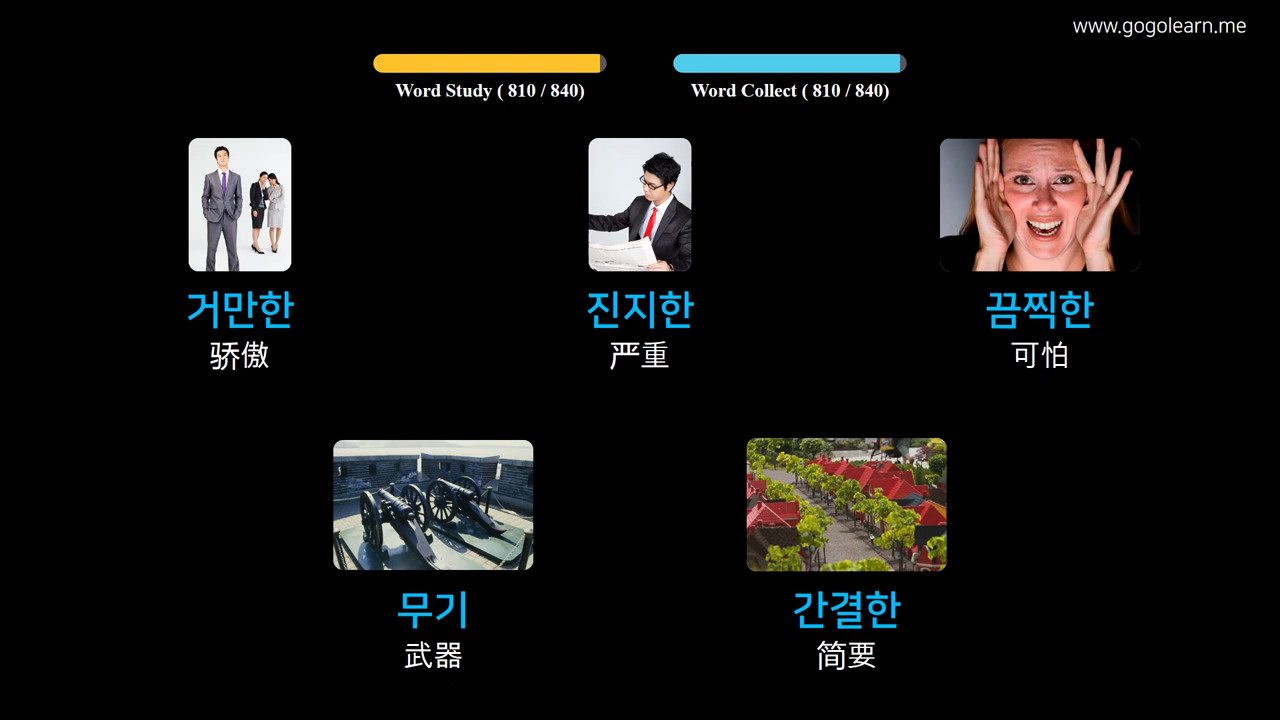 www.gogolearn.me
Word Study ( 810 / 840)
Word Collect ( 810 / 840)
거만한
骄傲
진지한
严重
끔찍한
可怕
무기
武器
간결한
简要